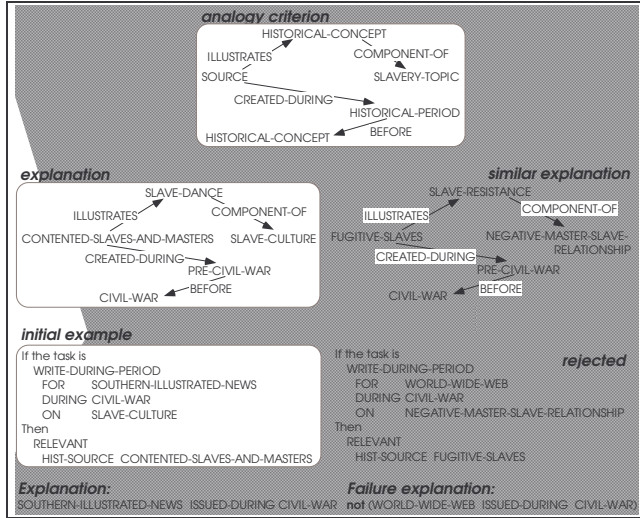 analogy criterion
HISTORICAL-CONCEPT
ILLUSTRATES
COMPONENT-OF
SOURCE
SLAVERY-TOPIC
CREATED-DURING
HISTORICAL-PERIOD
BEFORE
HISTORICAL-CONCEPT
explanation
SLAVE-DANCE
ILLUSTRATES
COMPONENT-OF
CONTENTED-SLAVES-AND-MASTERS
SLAVE-CULTURE
CREATED-DURING
PRE-CIVIL-WAR
BEFORE
CIVIL-WAR
similar explanation
SLAVE-RESISTANCE
ILLUSTRATES
COMPONENT-OF
FUGITIVE-SLAVES
NEGATIVE-MASTER-SLAVE-
RELATIONSHIP
CREATED-DURING
PRE-CIVIL-WAR
BEFORE
CIVIL-WAR
initial example
If the task is
WRITE-DURING-PERIOD
FOR SOUTHERN-ILLUSTRATED-NEWS
DURING CIVIL-WAR
ON SLAVE-CULTURE
Then
RELEVANT
HIST-SOURCE CONTENTED-SLAVES-AND-MASTERS
rejected
If the task is
WRITE-DURING-PERIOD
FOR WORLD-WIDE-WEB
DURING CIVIL-WAR
ON NEGATIVE-MASTER-SLAVE-RELATIONSHIP
Then
RELEVANT
HIST-SOURCE FUGITIVE-SLAVES
Explanation:
SOUTHERN-ILLUSTRATED-NEWS ISSUED-DURING CIVIL-WAR
Failure explanation:
not (WORLD-WIDE-WEB ISSUED-DURING CIVIL-WAR)